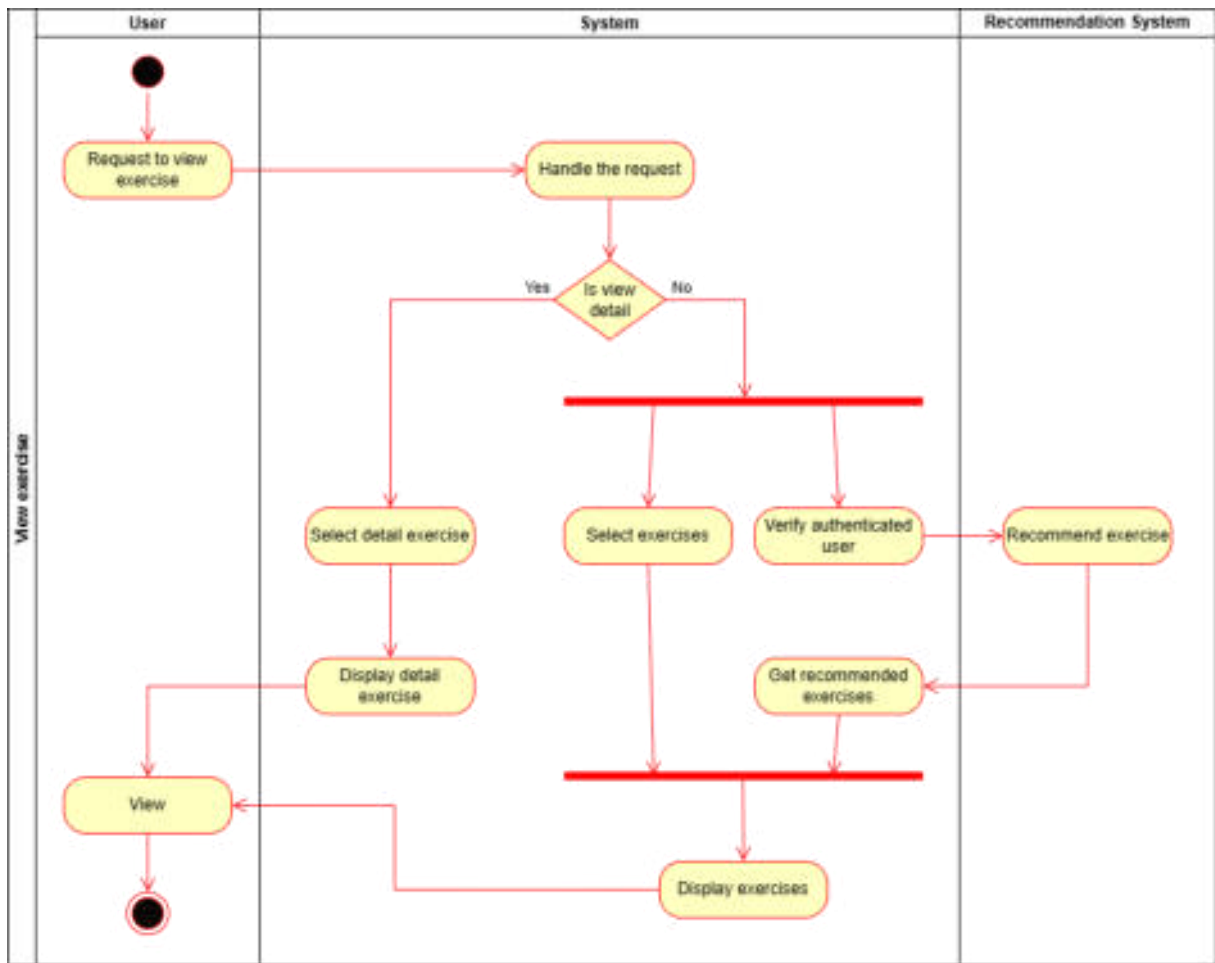 User
System
Recommendation System
View exercise
Request to view
exercise
Handle the request
Yes
Is view
detail
No
Select detail exercise
Select exercises
Verify authenticated
user
Recommend exercise
Display detail
exercise
Get recommended
exercises
View
Display exercises